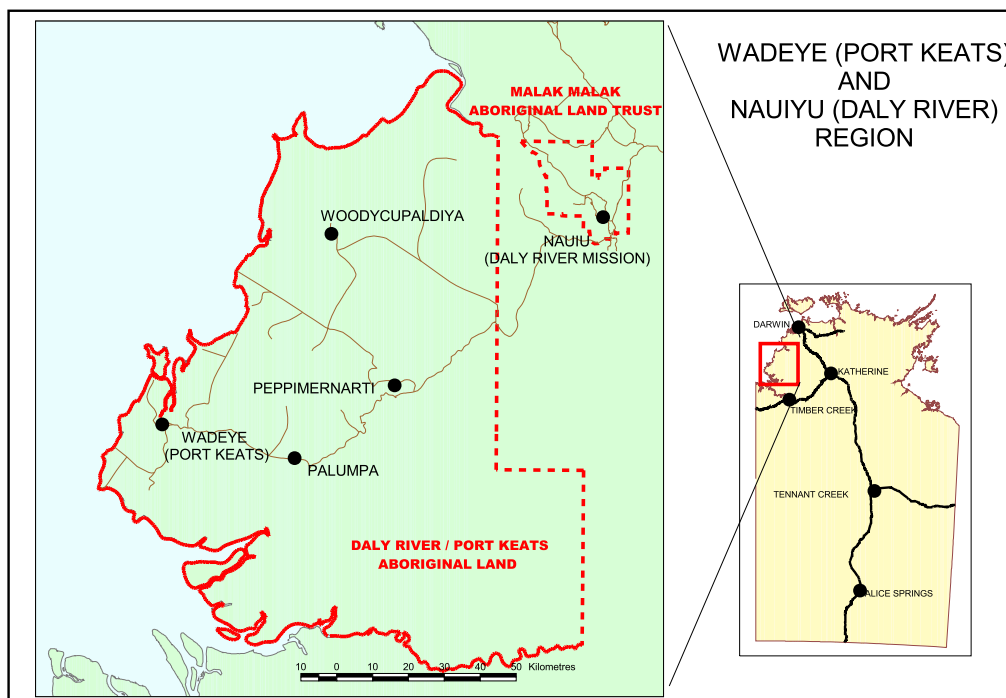 WADEYE (PORT KEATS)
AND
NAUIYU (DALY RIVER)
REGION
MALAK MALAK
ABORIGINAL LAND TRUST
WOODYCUPALDIYA
NAUIU
(DALY RIVER MISSION)
PEPPIMERNARTI
WADEYE
(PORT KEATS)
PALUMPA
DALY RIVER / PORT KEATS
ABORIGINAL LAND
10 0 10 20 30 40 50 Kilometres
DARWIN
KATHERINE
TIMBER CREEK
TENNANT CREEK
ALICE SPRINGS